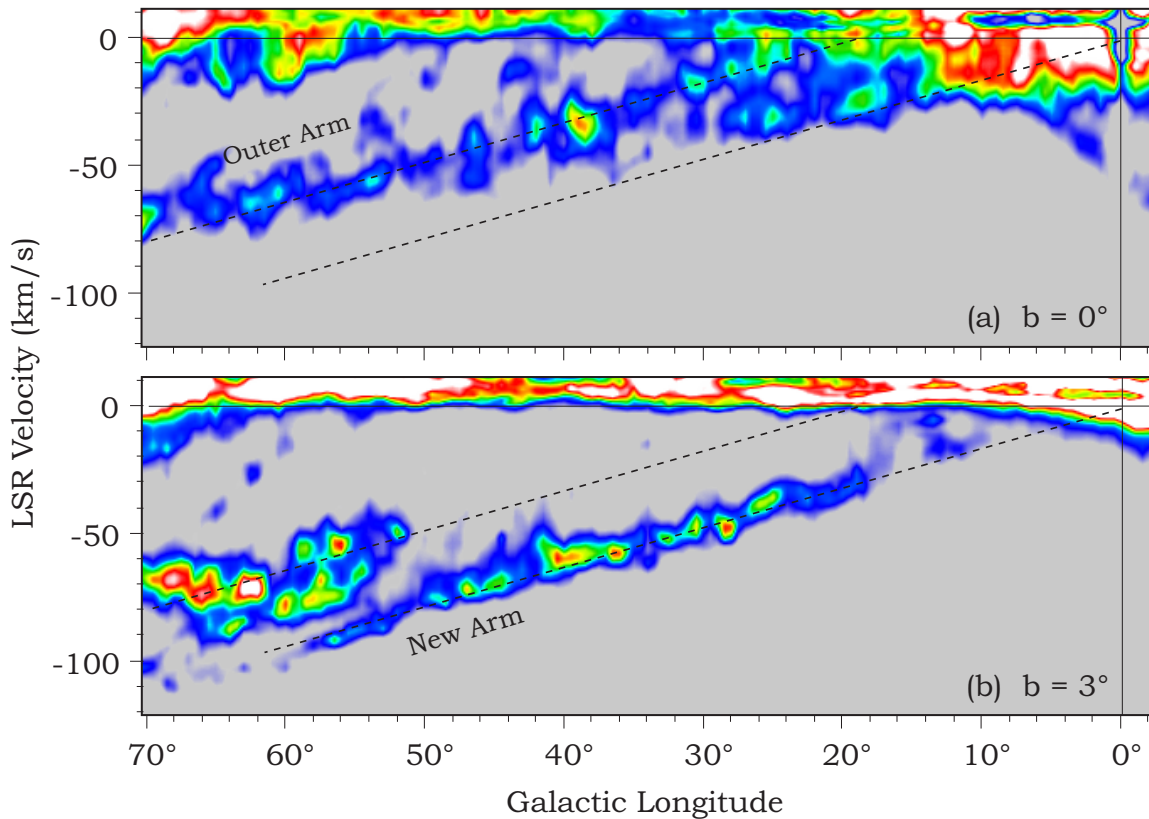 0
-50
-100
Outer Arm
(a) b = 0°
0
-50
-100
New Arm
(b) b = 3°
LSR Velocity (km/s)
70° 60° 50° 40° 30° 20° 10° 0°
Galactic Longitude